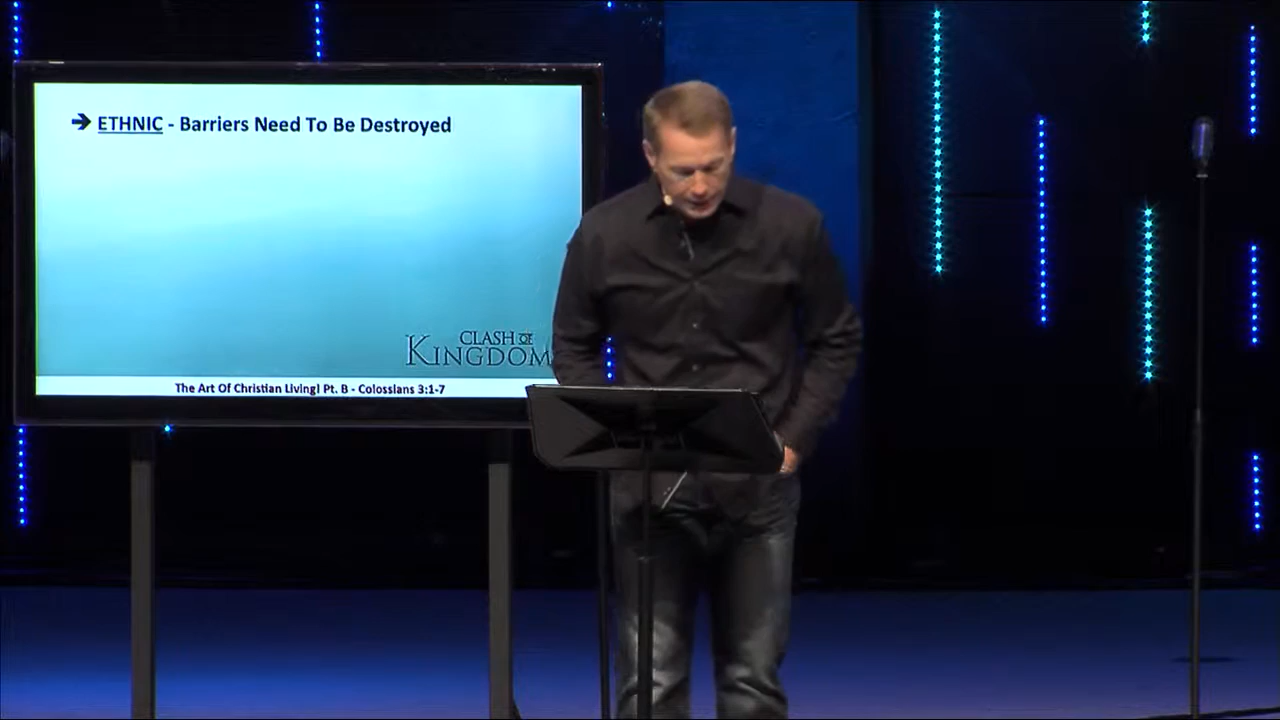 ➔ ETHNIC - Barriers Need To Be Destroyed
CLASH OF
KINGDOM
The Art Of Christian Living! Pt. B - Colossians 3:1-7